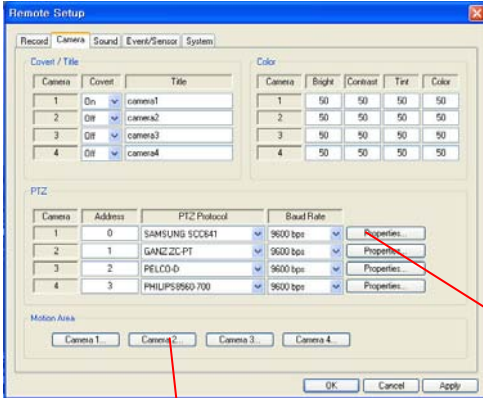 Remote Setup
Record Camera Sound Event/Sensor System
Covert / Title
Camera Covert Title
1 On camera1
2 Off camera2
3 Off camera3
4 Off camera4
Color
Camera Bright Contrast Tint Color
1 50 50 50 50
2 50 50 50 50
3 50 50 50 50
4 50 50 50 50
PTZ
Camera Address PTZ Protocol Baud Rate
1 0 SAMSUNG SCC641 9600 bps Properties...
2 1 GANZ ZC-PT 9600 bps Properties...
3 2 PELCO-D 9600 bps Properties...
4 3 PHILIPS8560-700 9600 bps Properties...
Motion Area
Camera 1... Camera 2... Camera 3... Camera 4...
OK Cancel Apply